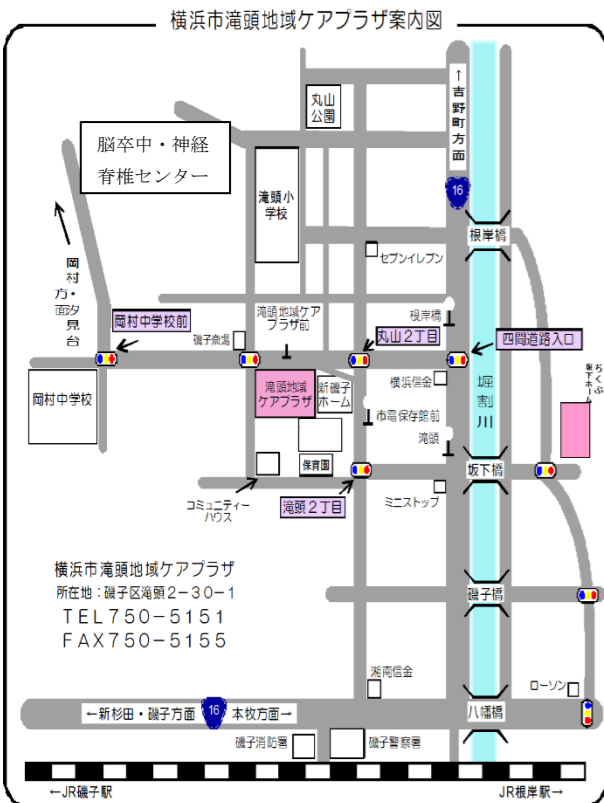 横浜市滝頭地域ケアプラザ案内図
↑吉野町方面
丸山
公園
脳卒中・神経
脊椎センター
16
滝頭小学校
根岸橋
セブンイレブン
岡村・汐見台
方面
根岸橋
滝頭地域ケア
プラザ前
岡村中学校前
磯子斎場
丸山2丁目
四間道路入口
ちくぶ
坂下ホーム
横浜信金
堀割川
滝頭地域
ケアプラザ
新磯子
ホーム
岡村中学校
市電保存館前
滝頭
保育園
坂下橋
コミュニティー
ハウス
滝頭2丁目
ミニストップ
横浜市滝頭地域ケアプラザ
所在地：磯子区滝頭2-30-1
TEL750-5151
FAX750-5155
磯子橋
湘南信金
ローソン
←新杉田・磯子方面
16
本牧方面→
八幡橋
磯子消防署
磯子警察署
←JR磯子駅
JR根岸駅→